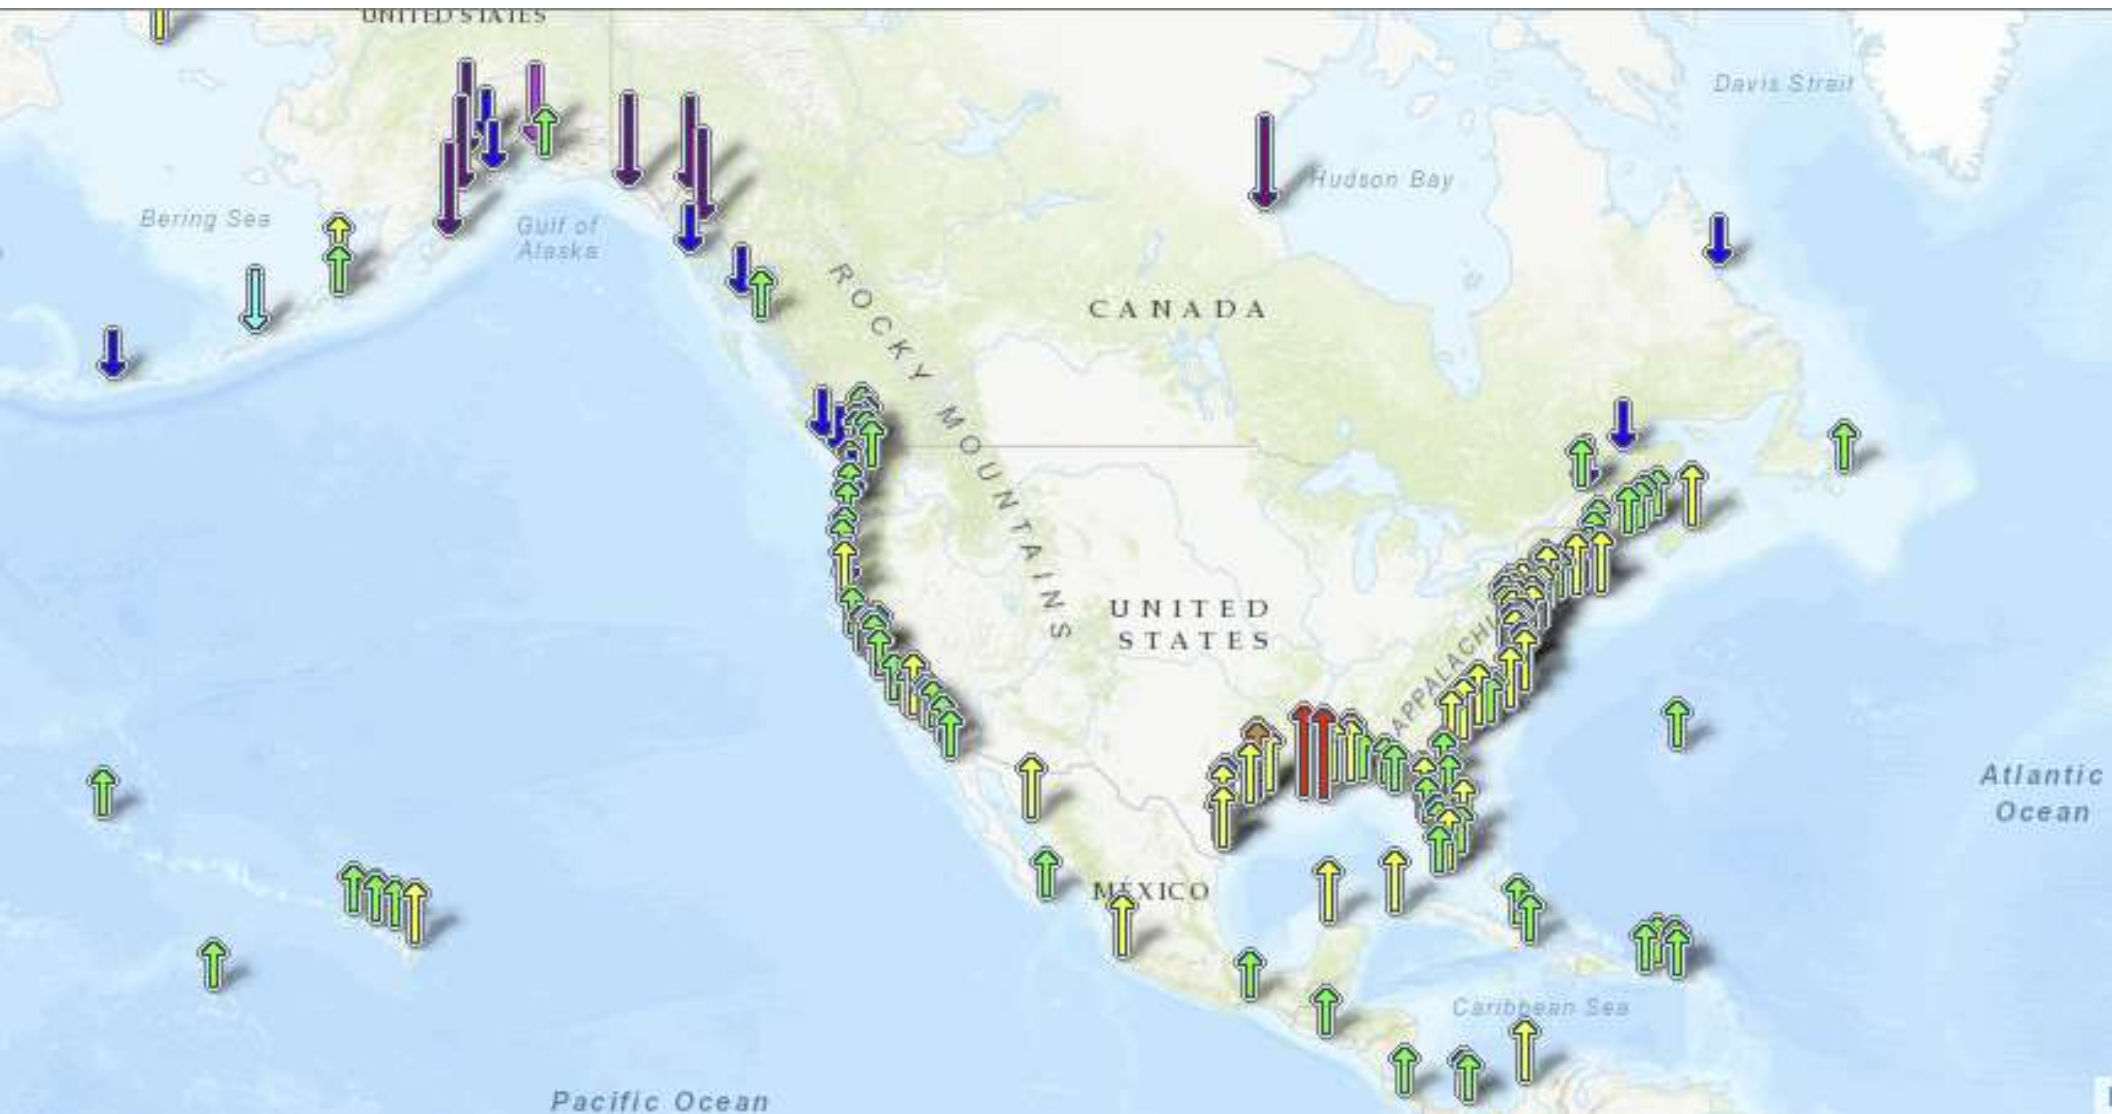 UNITED STATES
Davis Strait
Hudson Bay
Bering Sea
Gulf of
Alaska
CANADA
ROCKY MOUNTAINS
UNITED
STATES
APPALACHI
Atlantic
Ocean
MÉXICO
Caribbean Sea
Pacific Ocean